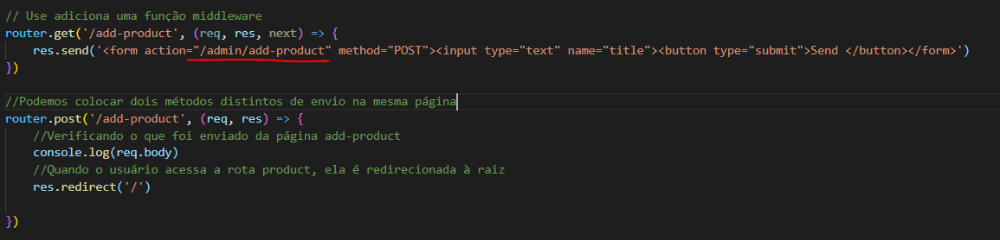 // Use adiciona uma função middleware
router.get('/add-product', (req, res, next) => {
    res.send('<form action="/admin/add-product" method="POST"><input type="text" name="title"><button type="submit">Send </button></form>')
})
//Podemos colocar dois métodos distintos de envio na mesma página
router.post('/add-product', (req, res) => {
    //Verificando o que foi enviado da página add-product
    console.log(req.body)
    //Quando o usuário acessa a rota product, ela é redirecionada à raiz
    res.redirect('/')
})